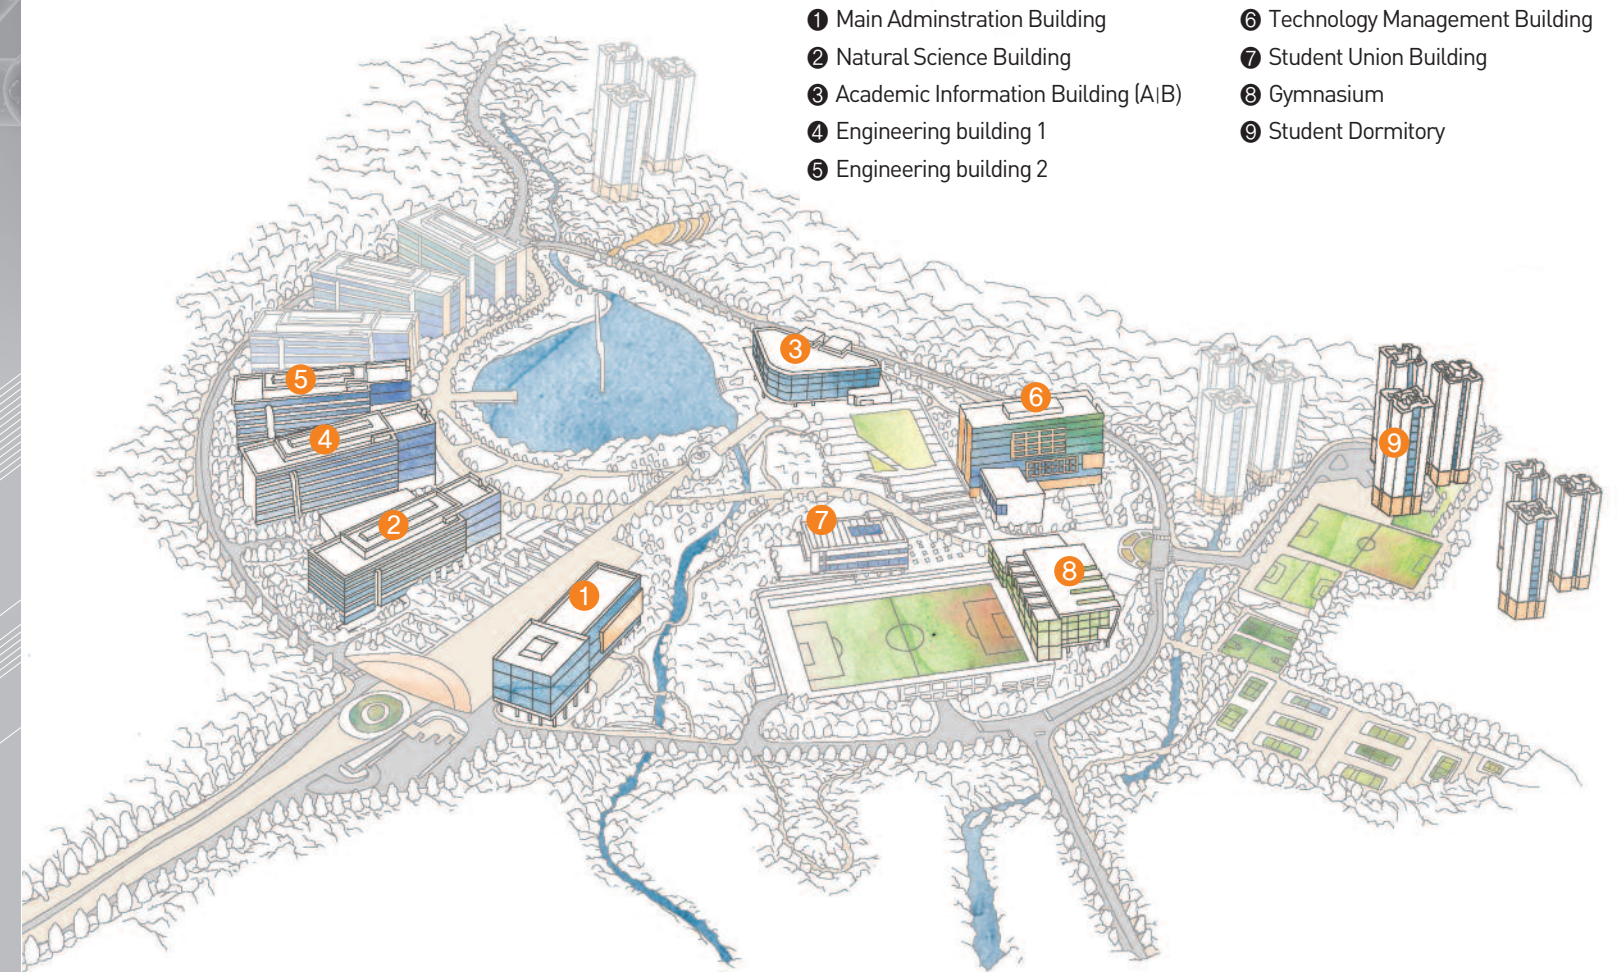 ❶ Main Adminstration Building
❷ Natural Science Building
❸ Academic Information Building (A|B)
❹ Engineering building 1
❺ Engineering building 2
❻ Technology Management Building
❼ Student Union Building
❽ Gymnasium
❾ Student Dormitory
3
5
6
4
9
7
2
8
1